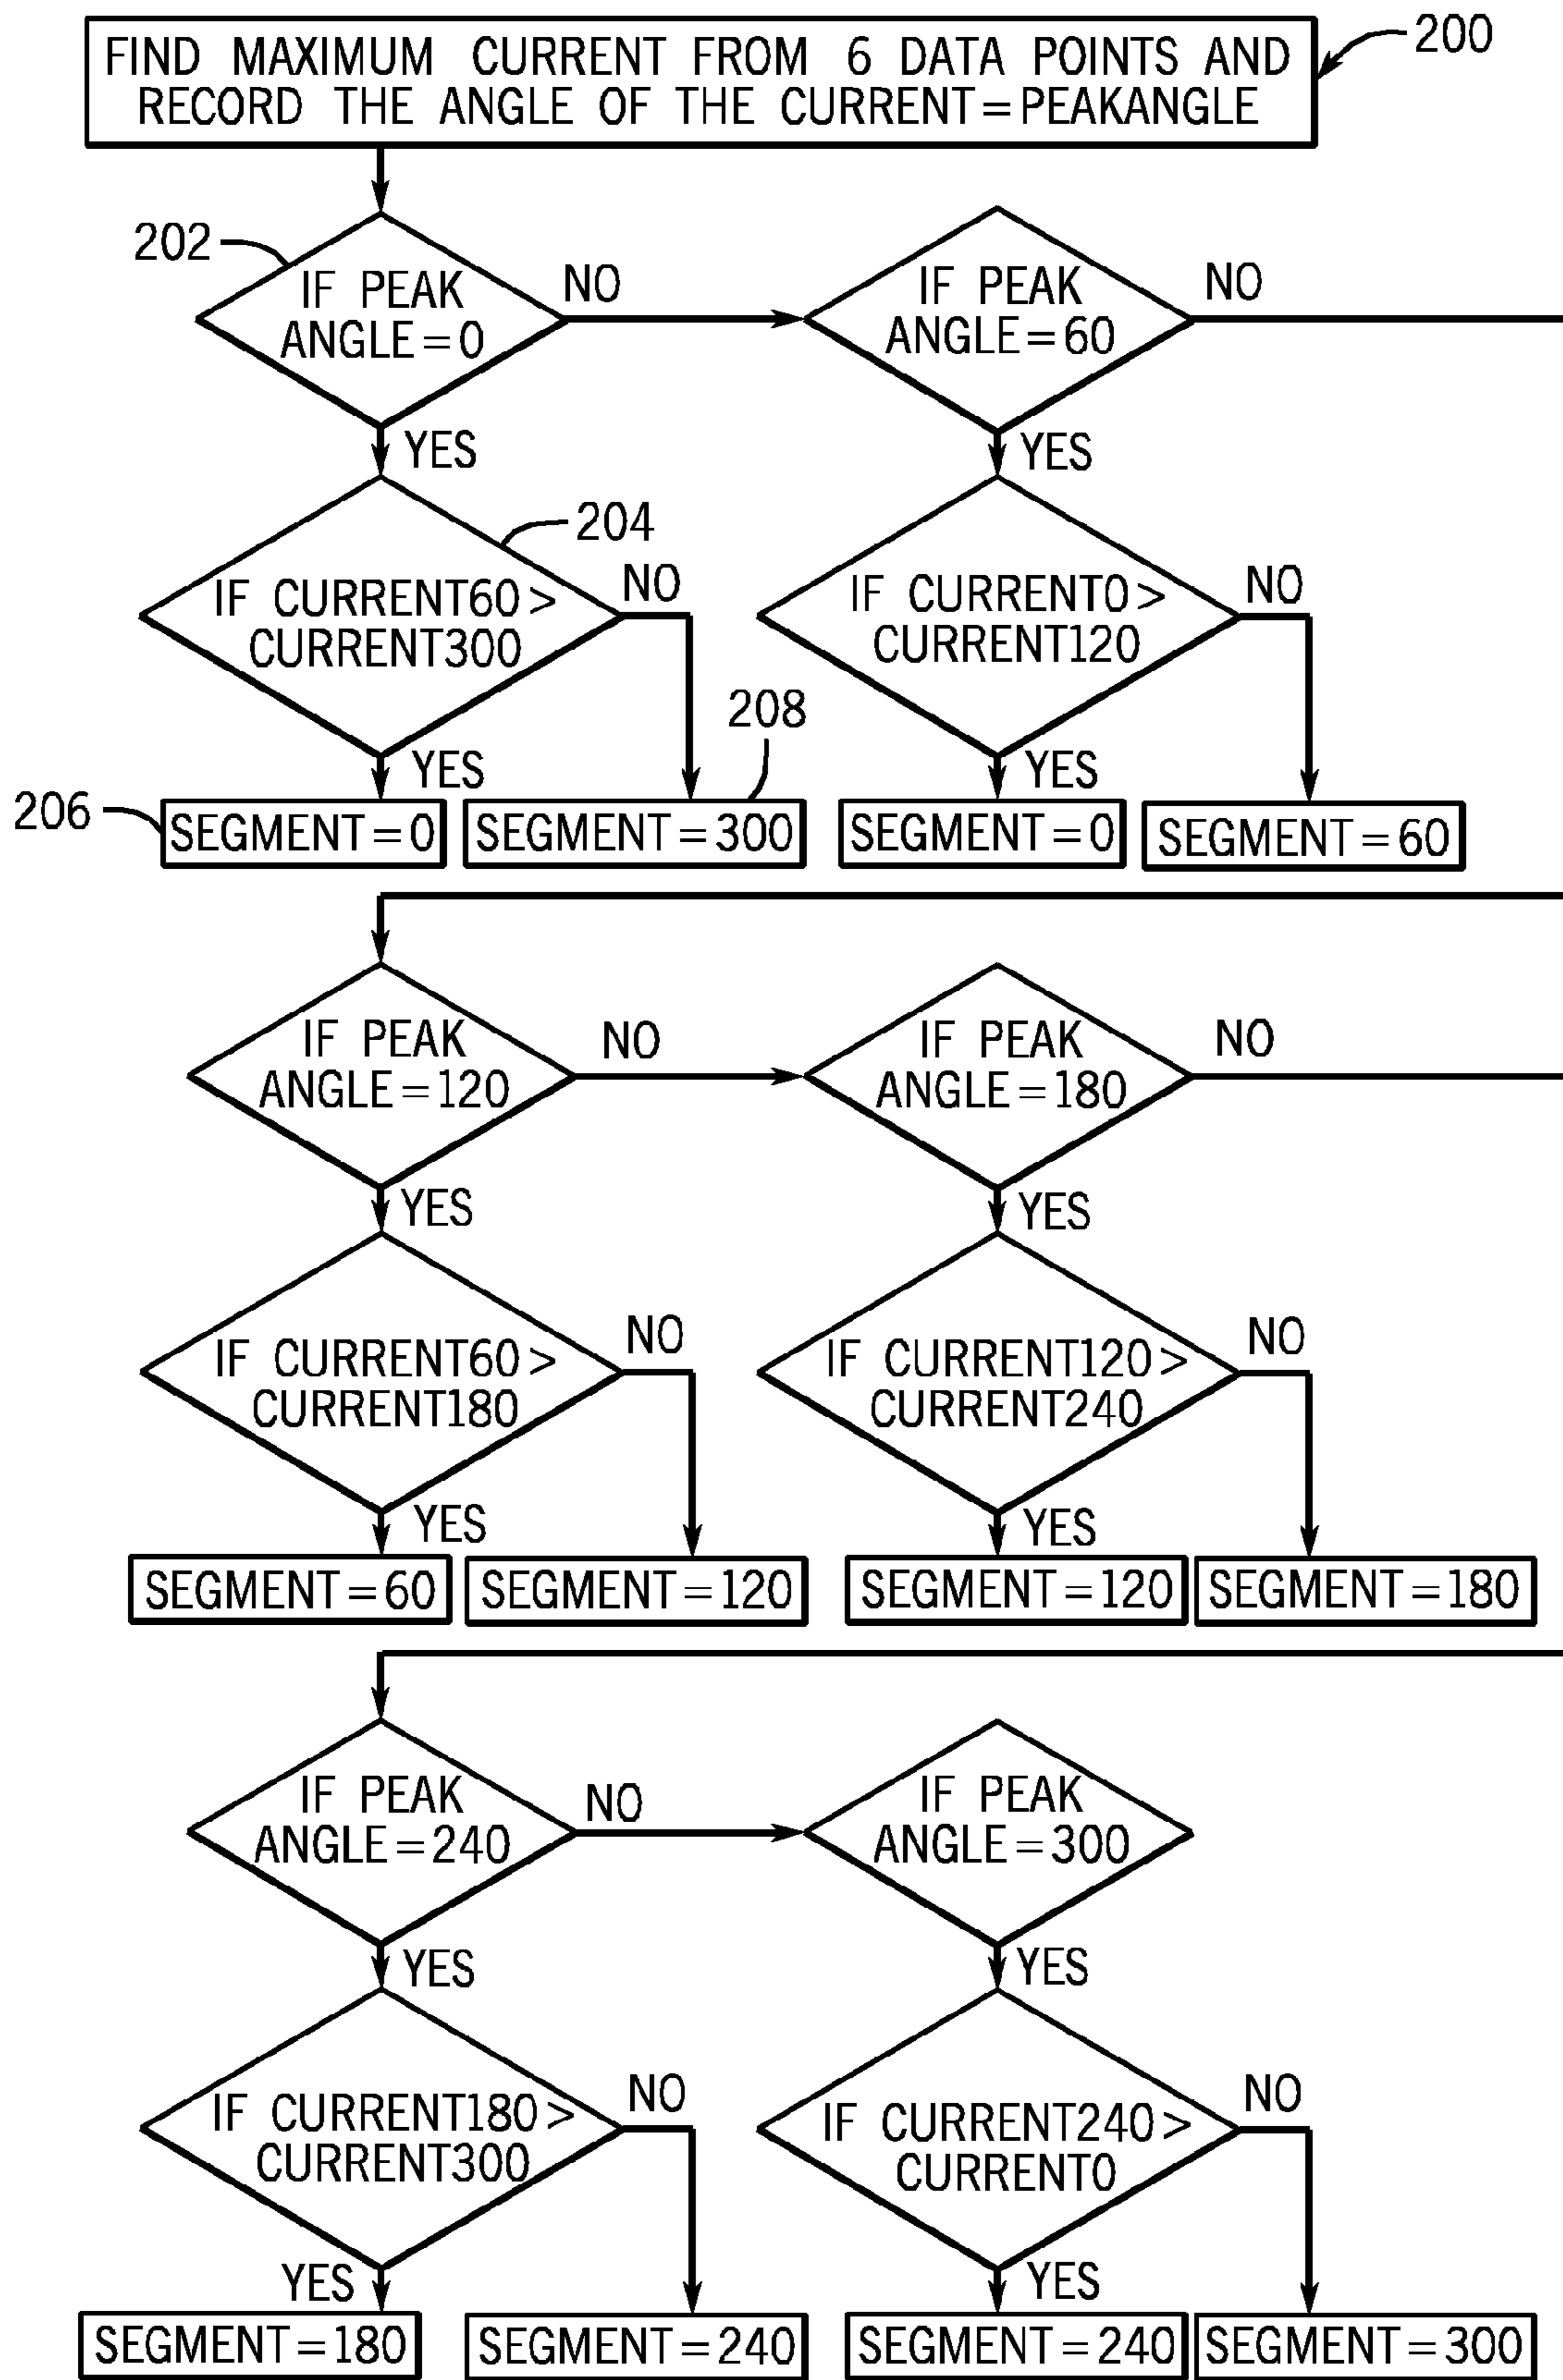 FIND MAXIMUM CURRENT FROM 6 DATA POINTS AND
RECORD THE ANGLE OF THE CURRENT=PEAKANGLE
200
202
IF PEAK
ANGLE=0
NO
YES
IF PEAK
ANGLE=60
NO
YES
204
IF CURRENT60>
CURRENT300
NO
YES
IF CURRENT0>
CURRENT120
NO
YES
206
SEGMENT=0
208
SEGMENT=300
SEGMENT=0
SEGMENT=60
IF PEAK
ANGLE=120
NO
YES
IF PEAK
ANGLE=180
NO
YES
IF CURRENT60>
CURRENT180
NO
YES
IF CURRENT120>
CURRENT240
NO
YES
SEGMENT=60
SEGMENT=120
SEGMENT=120
SEGMENT=180
IF PEAK
ANGLE=240
NO
YES
IF PEAK
ANGLE=300
YES
IF CURRENT180>
CURRENT300
NO
YES
IF CURRENT240>
CURRENT0
NO
YES
SEGMENT=180
SEGMENT=240
SEGMENT=240
SEGMENT=300